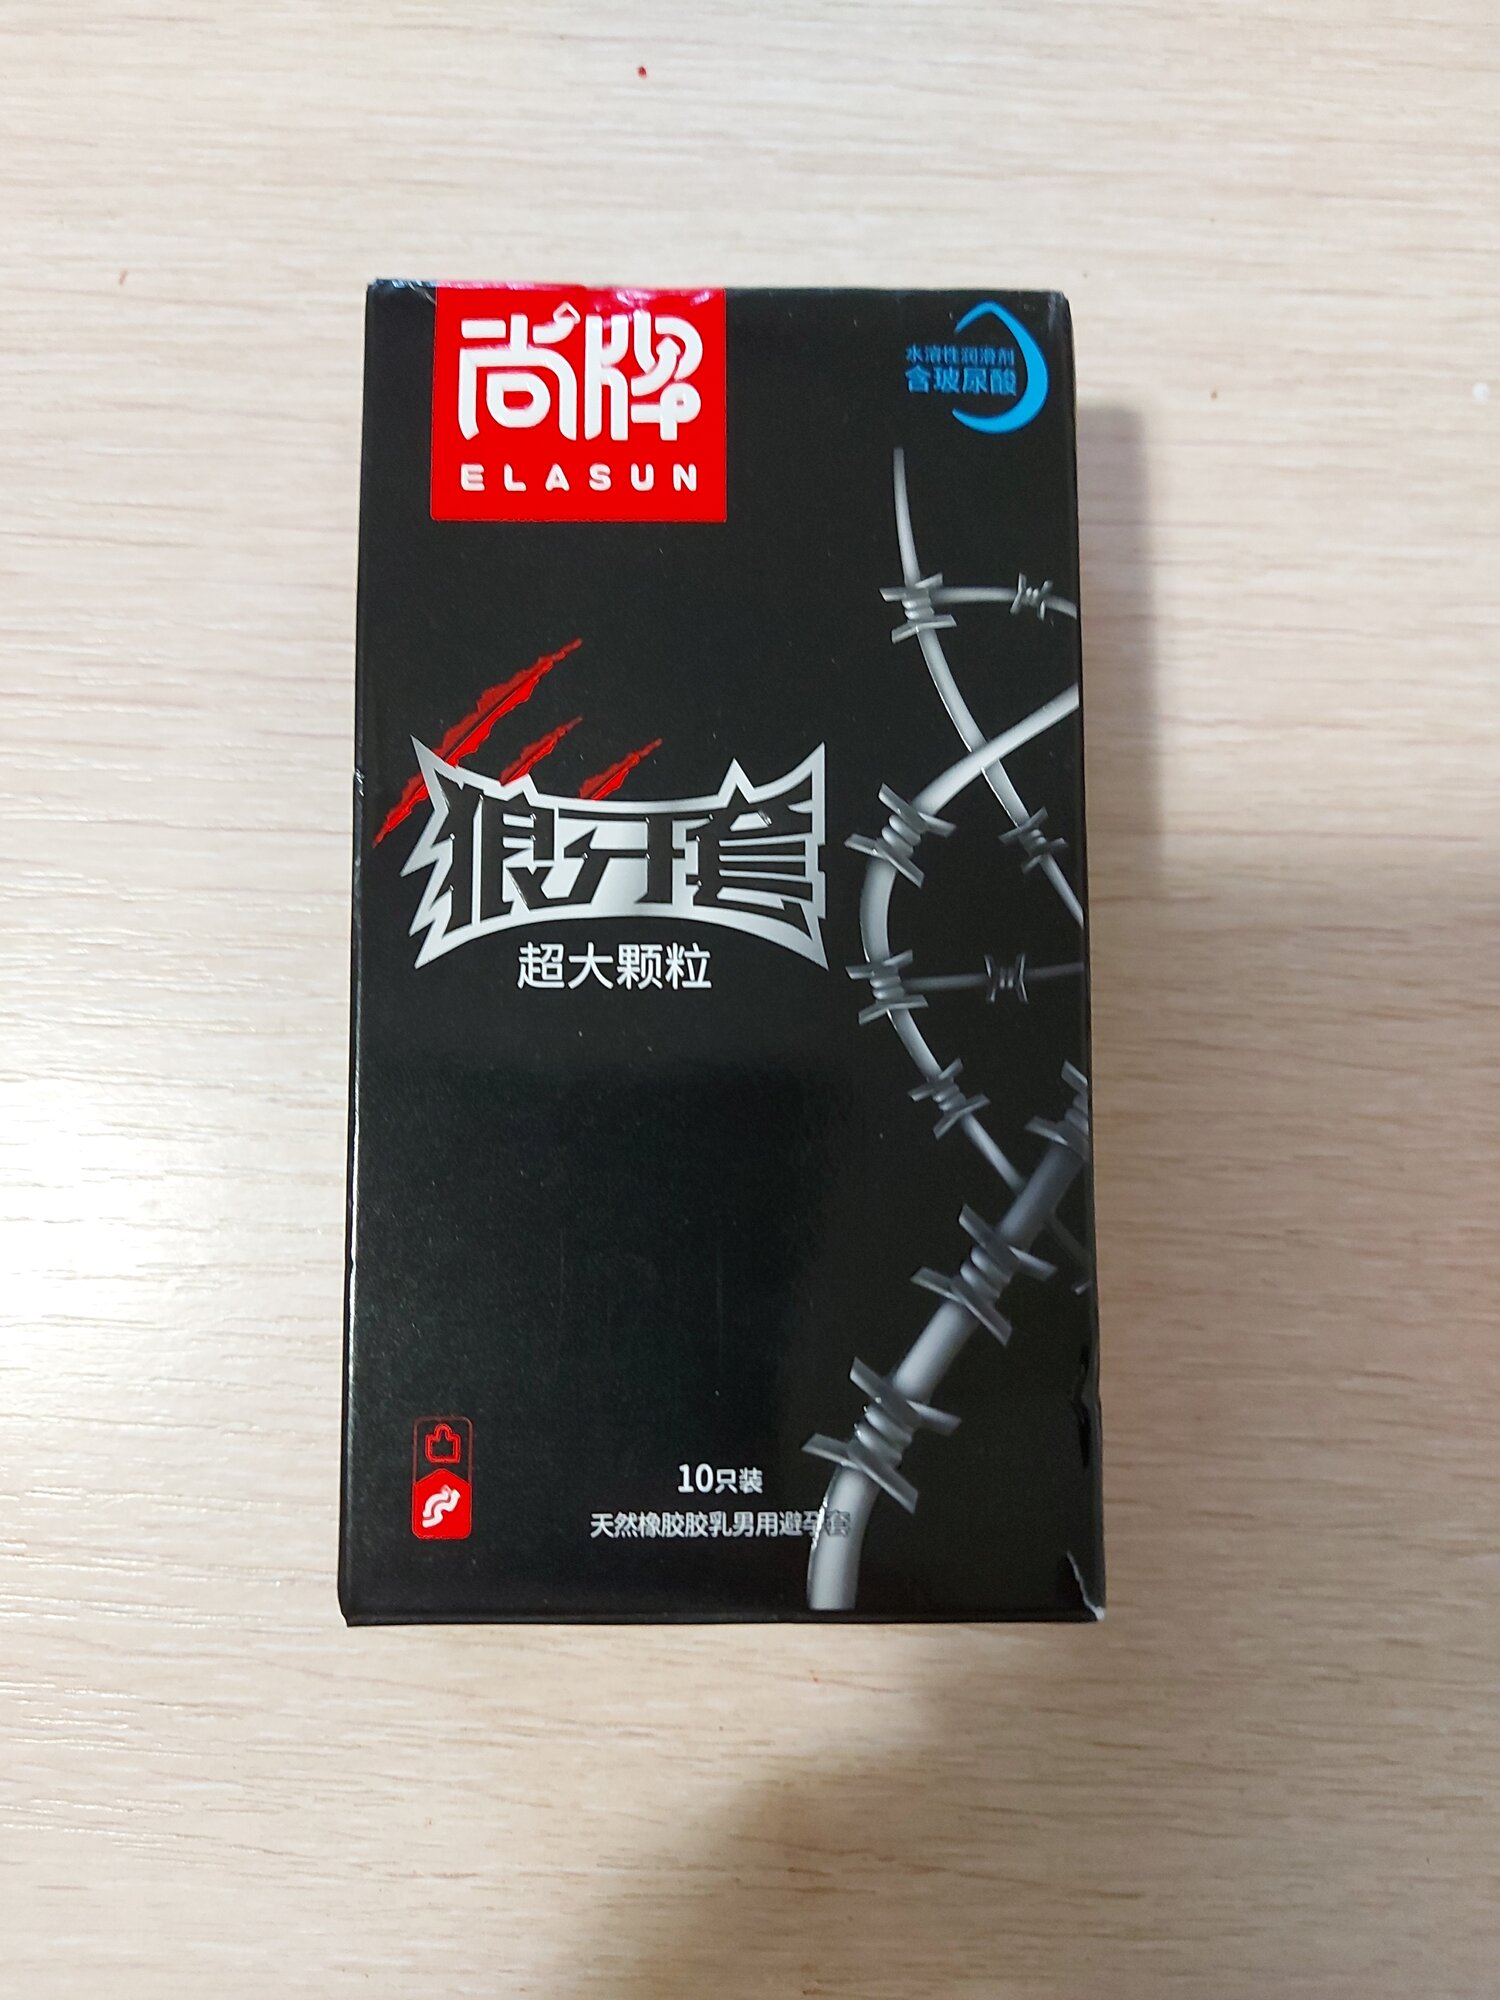 尚牌
ELASUN
水溶性润滑剂
含玻尿酸
狼牙套
超大颗粒
10只装
天然橡胶胶乳男用避孕套